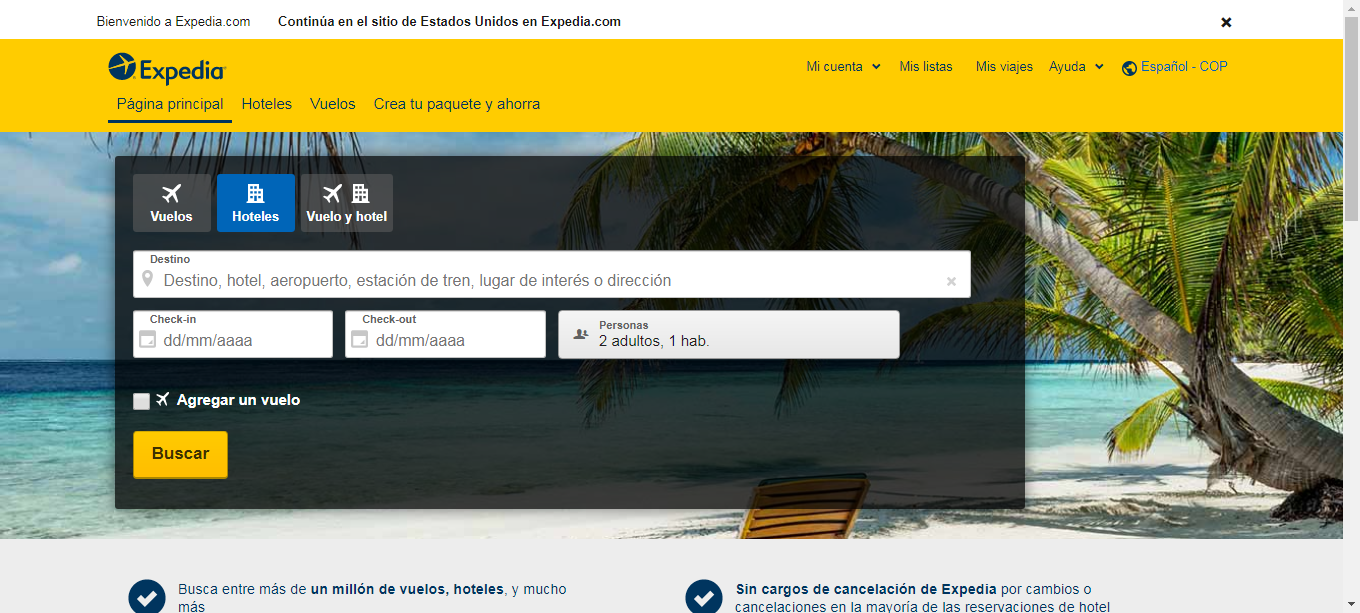 Bienvenido a Expedia.com Continúa en el sitio de Estados Unidos en Expedia.com
Expedia
Mi cuenta Mis listas Mis viajes Ayuda Español - COP
Página principal Hoteles Vuelos Crea tu paquete y ahorra
Vuelos Hoteles Vuelo y hotel
Destino
Destino, hotel, aeropuerto, estación de tren, lugar de interés o dirección
Check-in Check-out Personas
dd/mm/aaaa dd/mm/aaaa 2 adultos, 1 hab.
Agregar un vuelo
Buscar
Busca entre más de un millón de vuelos, hoteles, y mucho
más
Sin cargos de cancelación de Expedia por cambios o
cancelaciones en la mayoría de las reservaciones de hotel